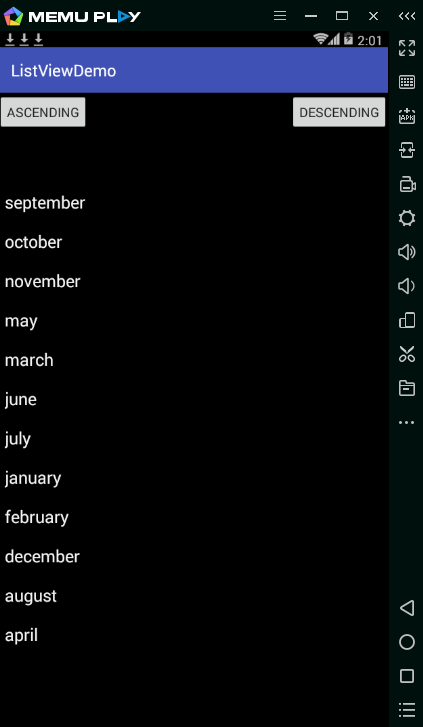 MEMU PLAY
2:01
ListViewDemo
ASCENDING
DESCENDING
september
october
november
may
march
june
july
january
february
december
august
april